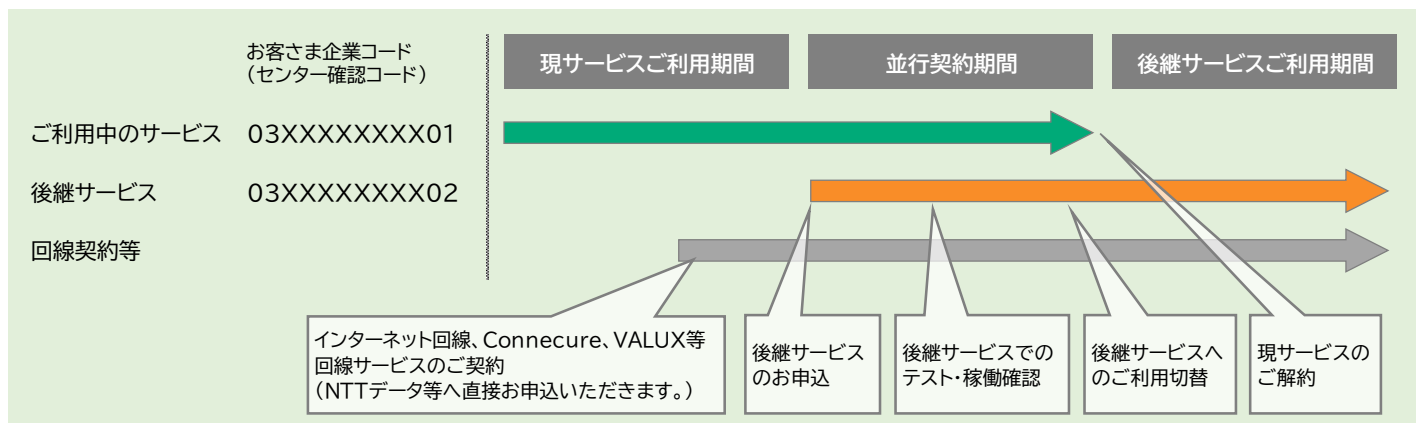 お客さま企業コード
（センター確認コード）
現サービスご利用期間
並行契約期間
後継サービスご利用期間
ご利用中のサービス 03XXXXXXXX01
後継サービス 03XXXXXXXX02
回線契約等
インターネット回線、Connecure、VALUX等
回線サービスのご契約
（NTTデータ等へ直接お申込いただきます。）
後継サービス
のお申込
後継サービスでの
テスト・稼働確認
後継サービスへ
のご利用切替
現サービスの
ご解約